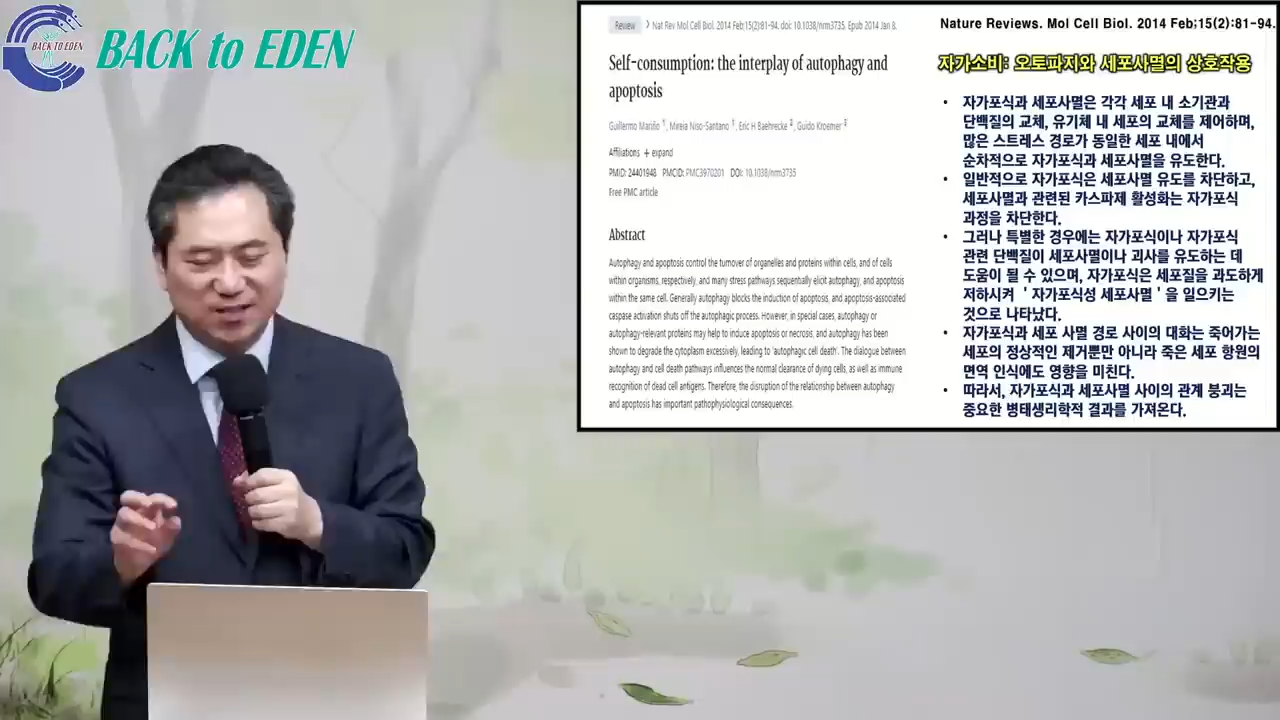 BACK TO EDEN
BACK to EDEN
Review
Nat Rev Mol Cell Biol. 2014 Feb;15(2):81-94. doi: 10.1038/nrm3735. Epub 2014 Jan 8.
Self-consumption: the interplay of autophagy and
apoptosis
Guillermo Mariño 1, Mireia Niso-Santano 1, Eric H Baehrecke 2, Guido Kroemer 3
Affiliations + expand
PMID: 24401948 PMCID: PMC3970201 DOI: 10.1038/nrm3735
Free PMC article
Abstract
Autophagy and apoptosis control the turnover of organelles and proteins within cells, and of cells
within organisms, respectively, and many stress pathways sequentially elicit autophagy, and apoptosis
within the same cell. Generally autophagy blocks the induction of apoptosis, and apoptosis-associated
caspase activation shuts off the autophagic process. However, in special cases, autophagy or
autophagy-relevant proteins may help to induce apoptosis or necrosis, and autophagy has been
shown to degrade the cytoplasm excessively, leading to 'autophagic cell death'. The dialogue between
autophagy and cell death pathways influences the normal clearance of dying cells, as well as immune
recognition of dead cell antigens. Therefore, the disruption of the relationship between autophagy
and apoptosis has important pathophysiological consequences.
Nature Reviews. Mol Cell Biol. 2014 Feb;15(2):81-94.
자가소비: 오토파지와 세포사멸의 상호작용
• 자가포식과 세포사멸은 각각 세포 내 소기관과
단백질의 교체, 유기체 내 세포의 교체를 제어하며,
많은 스트레스 경로가 동일한 세포 내에서
순차적으로 자가포식과 세포사멸을 유도한다.
• 일반적으로 자가포식은 세포사멸 유도를 차단하고,
세포사멸과 관련된 카스파제 활성화는 자가포식
과정을 차단한다.
• 그러나 특별한 경우에는 자가포식이나 자가포식
관련 단백질이 세포사멸이나 괴사를 유도하는 데
도움이 될 수 있으며, 자가포식은 세포질을 과도하게
저하시켜 ' 자가포식성 세포사멸 ' 을 일으키는
것으로 나타났다.
• 자가포식과 세포 사멸 경로 사이의 대화는 죽어가는
세포의 정상적인 제거뿐만 아니라 죽은 세포 항원의
면역 인식에도 영향을 미친다.
• 따라서, 자가포식과 세포사멸 사이의 관계 붕괴는
중요한 병태생리학적 결과를 가져온다.